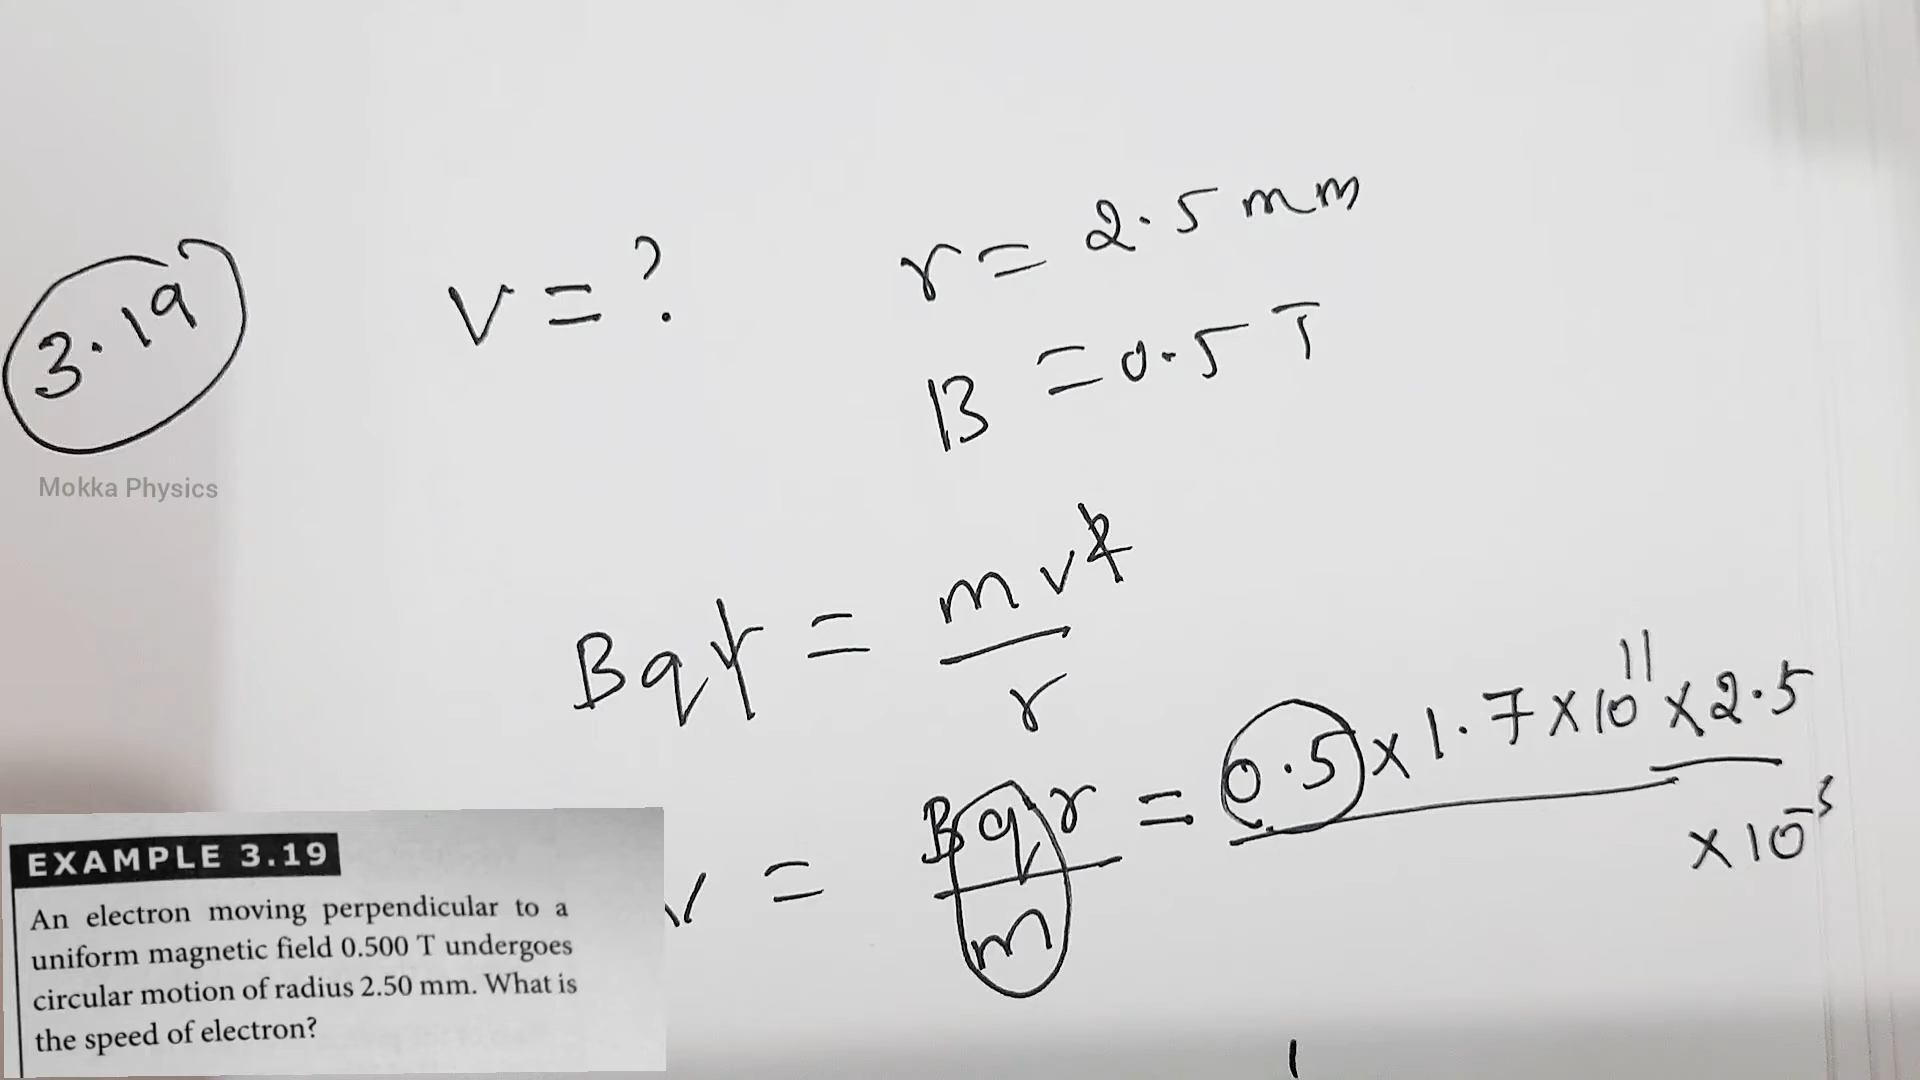 3.19
V = ?
r = 2.5 mm
B = 0.5 T
Mokka Physics
Bqv = mv²/r
v = Bqr/m = 0.5 × 1.7 × 10¹¹ × 2.5
× 10⁻³
EXAMPLE 3.19
An electron moving perpendicular to a
uniform magnetic field 0.500 T undergoes
circular motion of radius 2.50 mm. What is
the speed of electron?